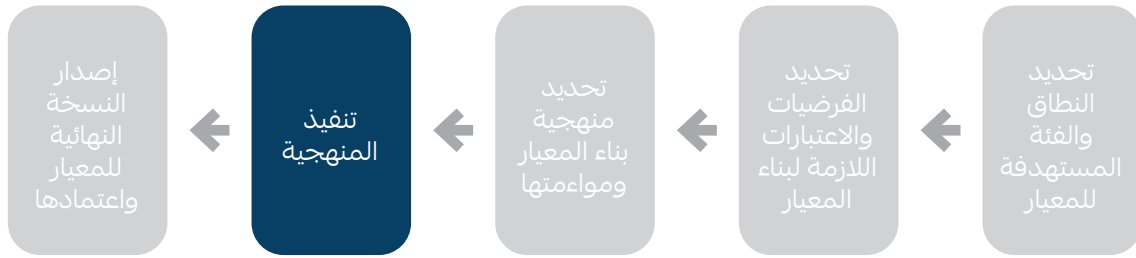 تحديد
النطاق
والفئة
المستهدفة
للمعيار
تحديد
الفرضيات
والاعتبارات
اللازمة لبناء
المعيار
تحديد
منهجية
بناء المعيار
ومواءمتها
تنفيذ
المنهجية
إصدار
النسخة
النهائية
للمعيار
واعتمادها